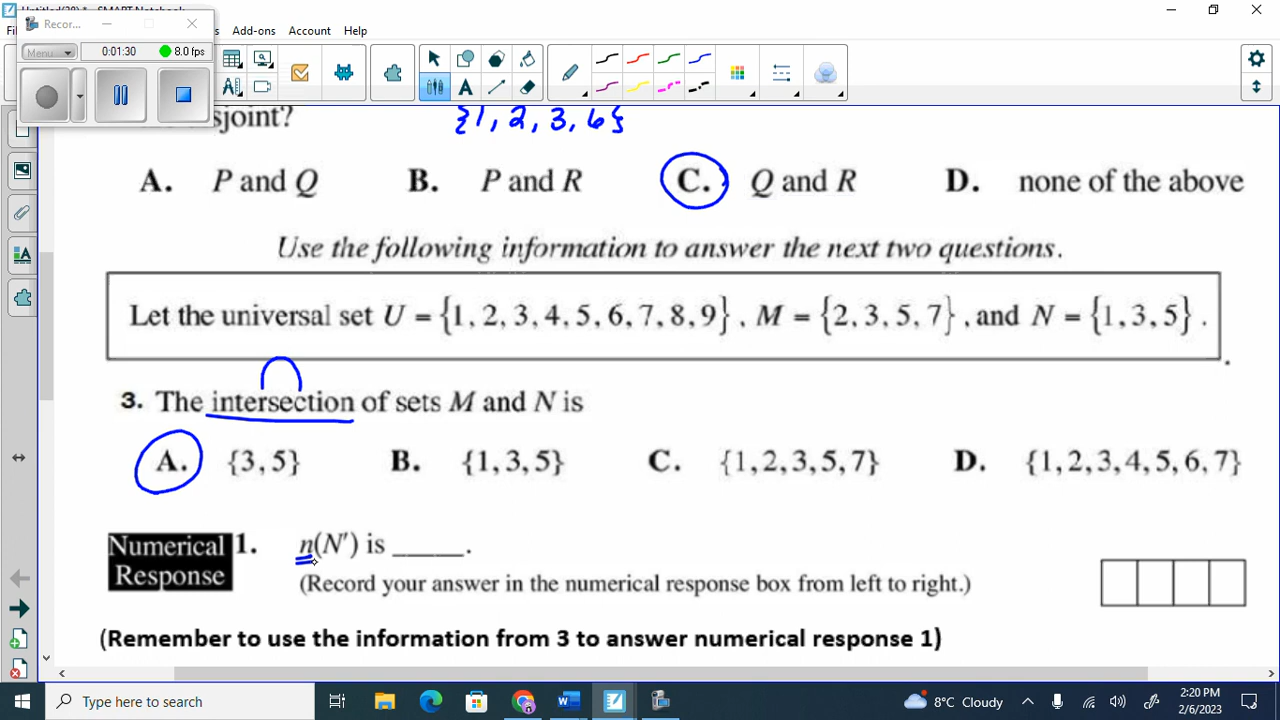 Recor...
Menu
0:01:30
8.0 fps
Add-ons Account Help
sjoint?
{1, 2, 3, 6}
A. P and Q B. P and R C. Q and R D. none of the above
Use the following information to answer the next two questions.
Let the universal set U = {1, 2, 3, 4, 5, 6, 7, 8, 9}, M = {2, 3, 5, 7}, and N = {1, 3, 5}.
3. The intersection of sets M and N is
A. {3, 5} B. {1, 3, 5} C. {1, 2, 3, 5, 7} D. {1, 2, 3, 4, 5, 6, 7}
Numerical Response 1. n(N′) is _____.
(Record your answer in the numerical response box from left to right.)
(Remember to use the information from 3 to answer numerical response 1)
Type here to search
8°C Cloudy
2:20 PM
2/6/2023